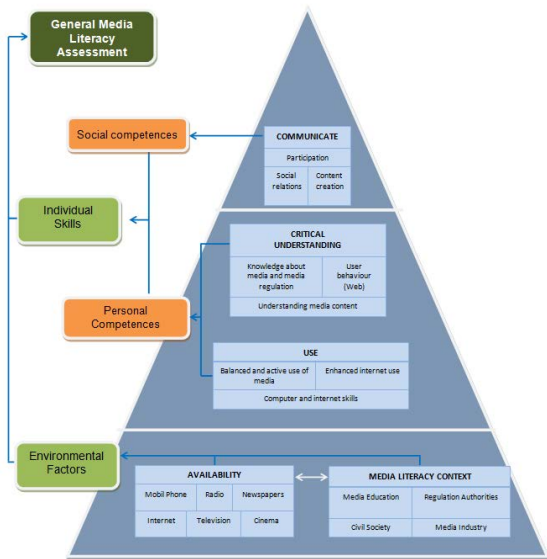 General Media
Literacy
Assessment
Social competences
COMMUNICATE
Participation
Social
relations
Content
creation
Individual
Skills
CRITICAL
UNDERSTANDING
Knowledge about
media and media
regulation
User
behaviour
(Web)
Understanding media content
Personal
Competences
USE
Balanced and active use of
media
Enhanced internet use
Computer and internet skills
Environmental
Factors
AVAILABILITY
Mobil Phone
Radio
Newspapers
Internet
Television
Cinema
MEDIA LITERACY CONTEXT
Media Education
Regulation Authorities
Civil Society
Media Industry